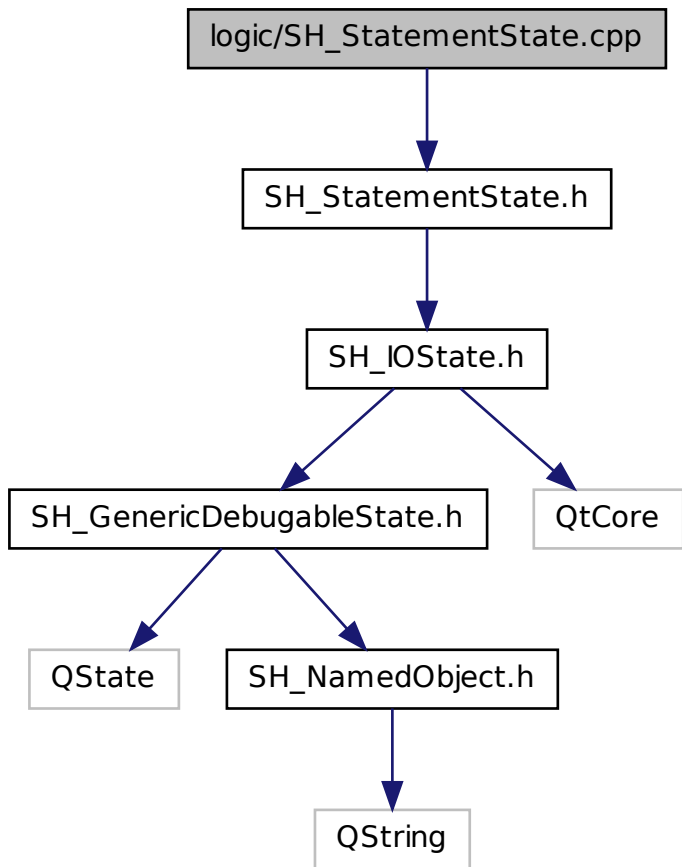 logic/SH_StatementState.cpp
SH_StatementState.h
SH_IOState.h
SH_GenericDebugableState.h
QtCore
QState
SH_NamedObject.h
QString